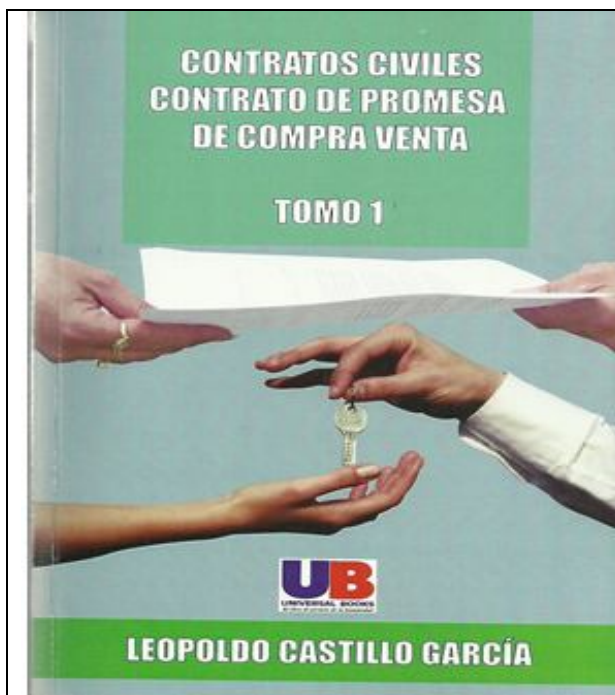 CONTRATOS CIVILES
CONTRATO DE PROMESA
DE COMPRA VENTA
TOMO 1
UB
UNIVERSAL BOOKS
LEOPOLDO CASTILLO GARCÍA